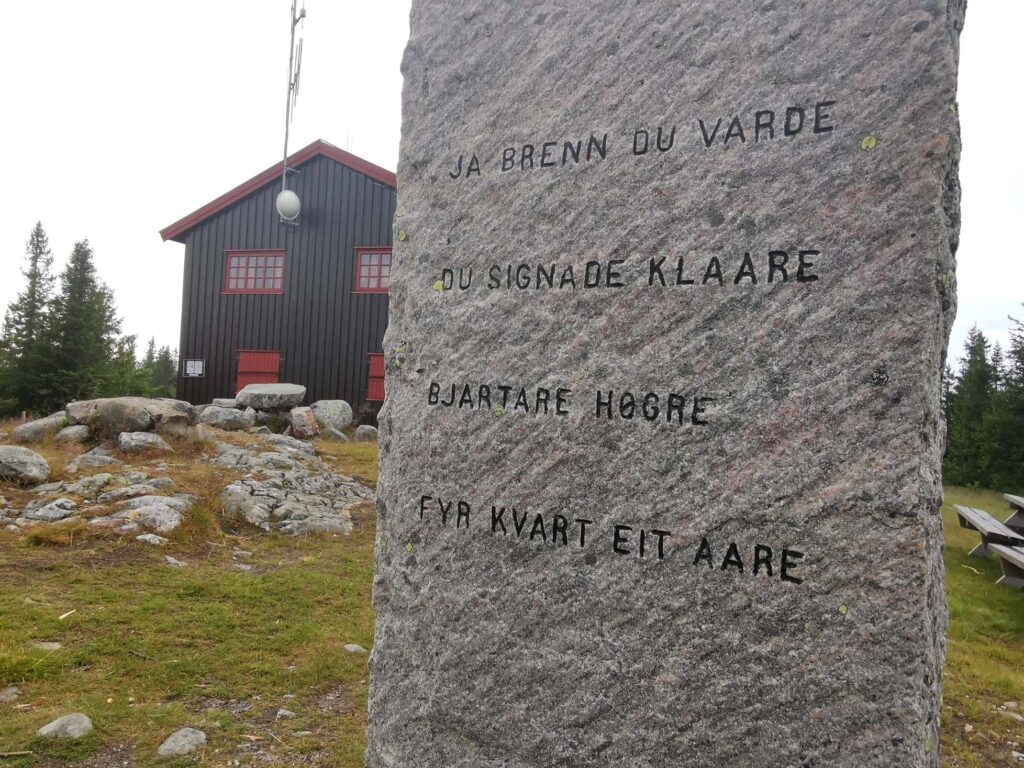 JA BRENN DU VARDE
DU SIGNADE KLAARE
BJARTARE HØGRE
FYR KVART EIT AARE